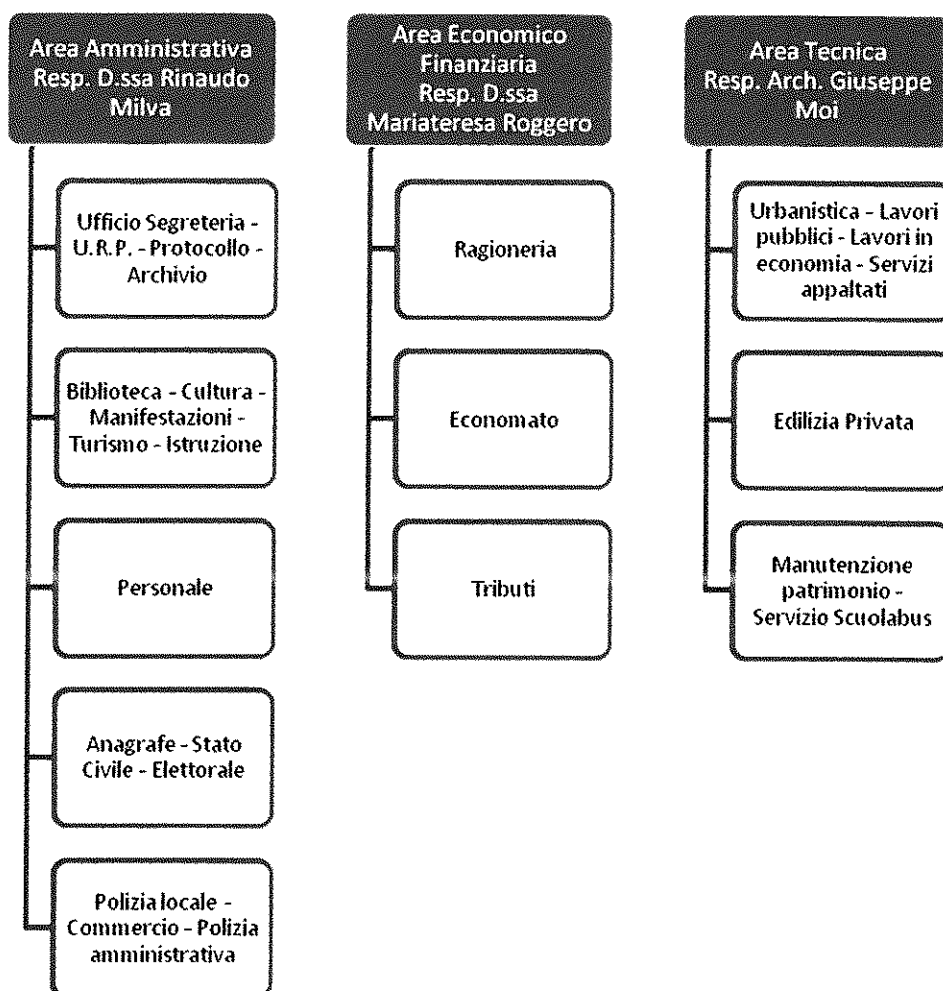 Area Amministrativa
Resp. D.ssa Rinaudo
Milva
Ufficio Segreteria -
U.R.P. - Protocollo -
Archivio
Biblioteca - Cultura -
Manifestazioni -
Turismo - Istruzione
Personale
Anagrafe - Stato
Civile - Elettorale
Polizia locale -
Commercio - Polizia
amministrativa
Area Economico
Finanziaria
Resp. D.ssa
Mariateresa Roggero
Ragioneria
Economato
Tributi
Area Tecnica
Resp. Arch. Giuseppe
Moi
Urbanistica - Lavori
pubblici - Lavori in
economia - Servizi
appaltati
Edilizia Privata
Manutenzione
patrimonio -
Servizio Scuolabus